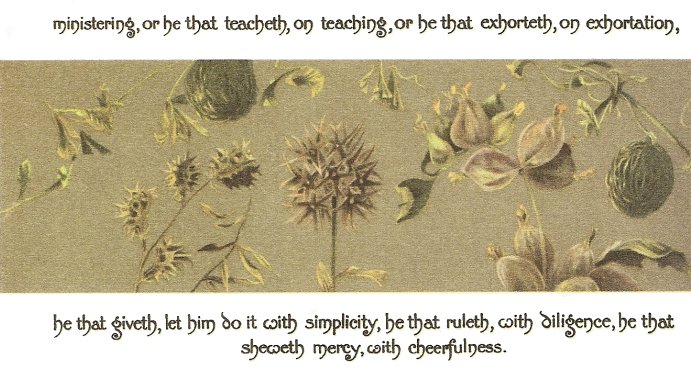 ministering, or he that teacheth, on teaching, or he that exhorteth, on exhortation,
he that giveth, let him do it with simplicity, he that ruleth, with diligence, he that
sheweth mercy, with cheerfulness.